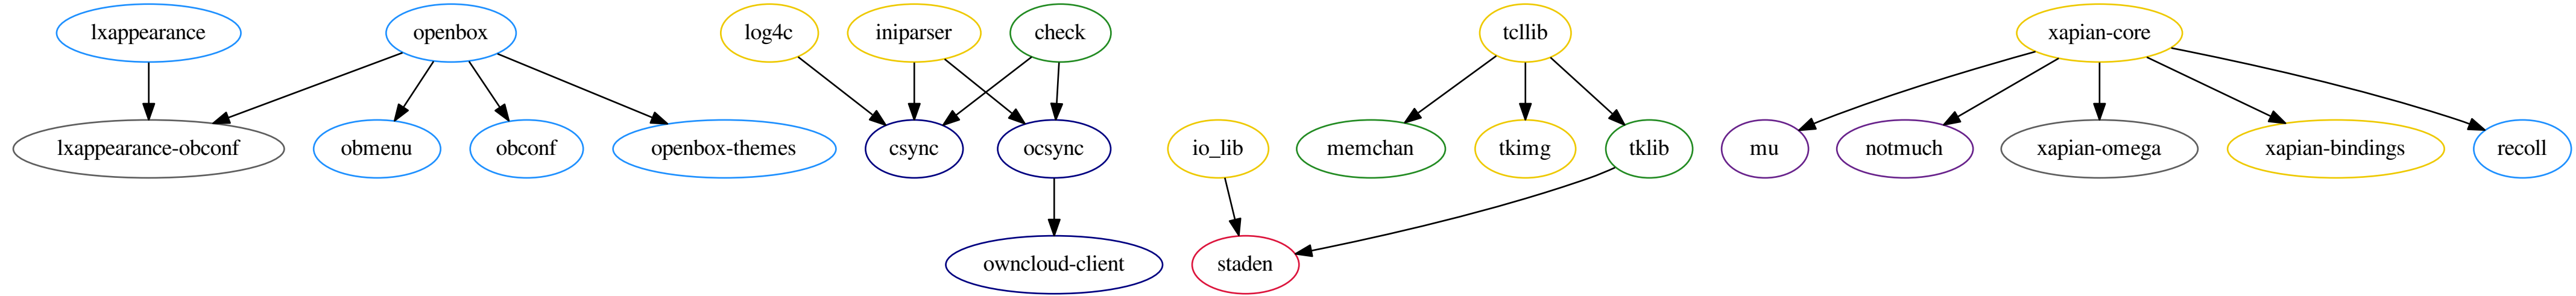 lxappearance
openbox
log4c
iniparser
check
tcllib
xapian-core
lxappearance-obconf
obmenu
obconf
openbox-themes
csync
ocsync
io_lib
memchan
tkimg
tklib
mu
notmuch
xapian-omega
xapian-bindings
recoll
owncloud-client
staden